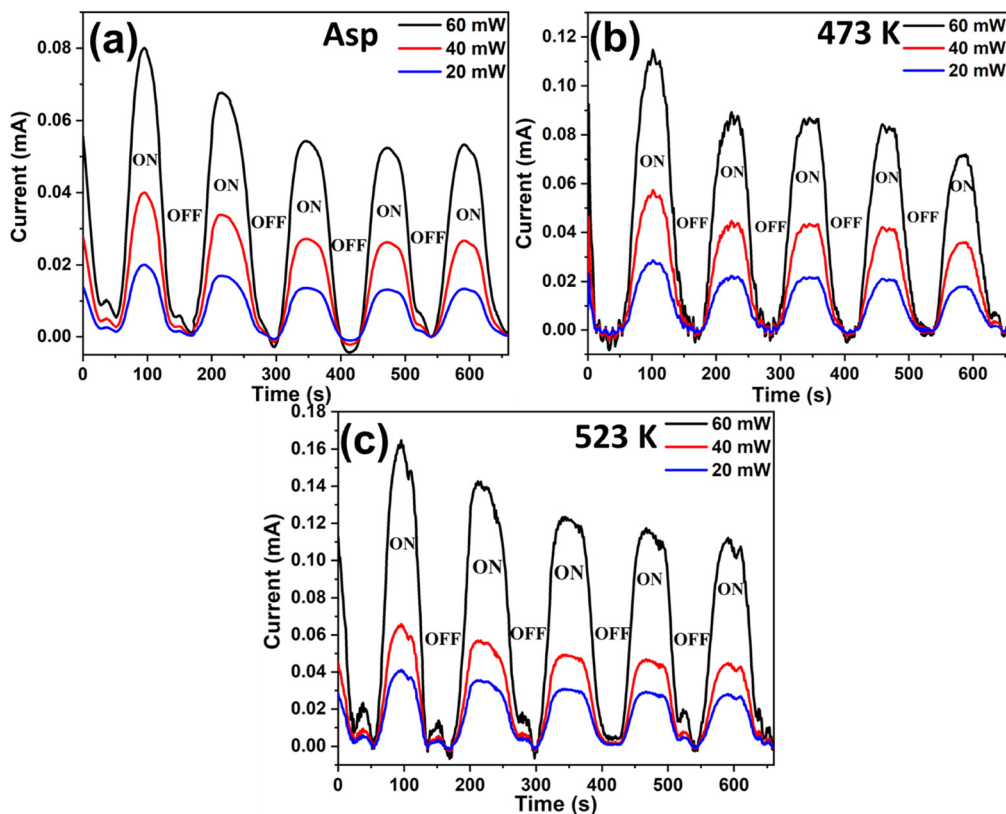 (a)
Asp
60 mW
40 mW
20 mW
Current (mA)
0.08
0.06
0.04
0.02
0.00
ON
OFF
ON
OFF
ON
OFF
ON
OFF
ON
0 100 200 300 400 500 600
Time (s)
(b)
473 K
60 mW
40 mW
20 mW
Current (mA)
0.12
0.10
0.08
0.06
0.04
0.02
0.00
ON
OFF
ON
OFF
ON
OFF
ON
OFF
ON
0 100 200 300 400 500 600
Time (s)
(c)
523 K
60 mW
40 mW
20 mW
Current (mA)
0.18
0.16
0.14
0.12
0.10
0.08
0.06
0.04
0.02
0.00
ON
OFF
ON
OFF
ON
OFF
ON
OFF
ON
0 100 200 300 400 500 600
Time (s)